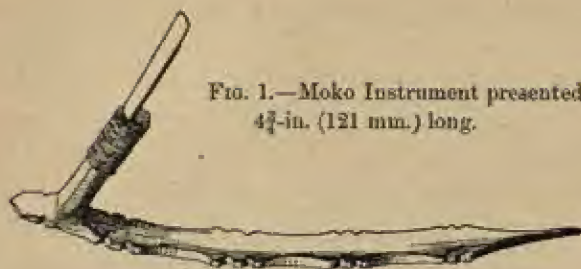 FIG. 1.—Moko Instrument presented
4¾-in. (121 mm.) long.